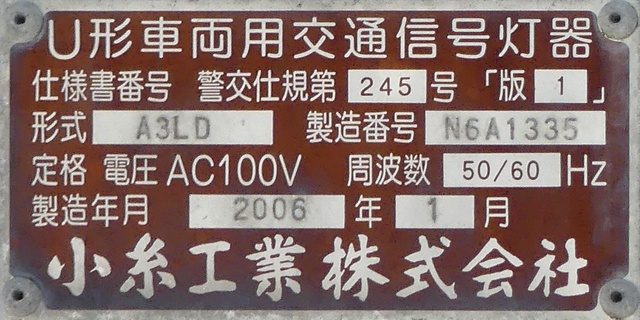 U形車両用交通信号灯器
仕様書番号 警交仕規第 245 号 「版 1」
形式 A3LD 製造番号 N6A1335
定格 電圧 AC100V 周波数 50/60 Hz
製造年月 2006 年 1 月
小糸工業株式会社